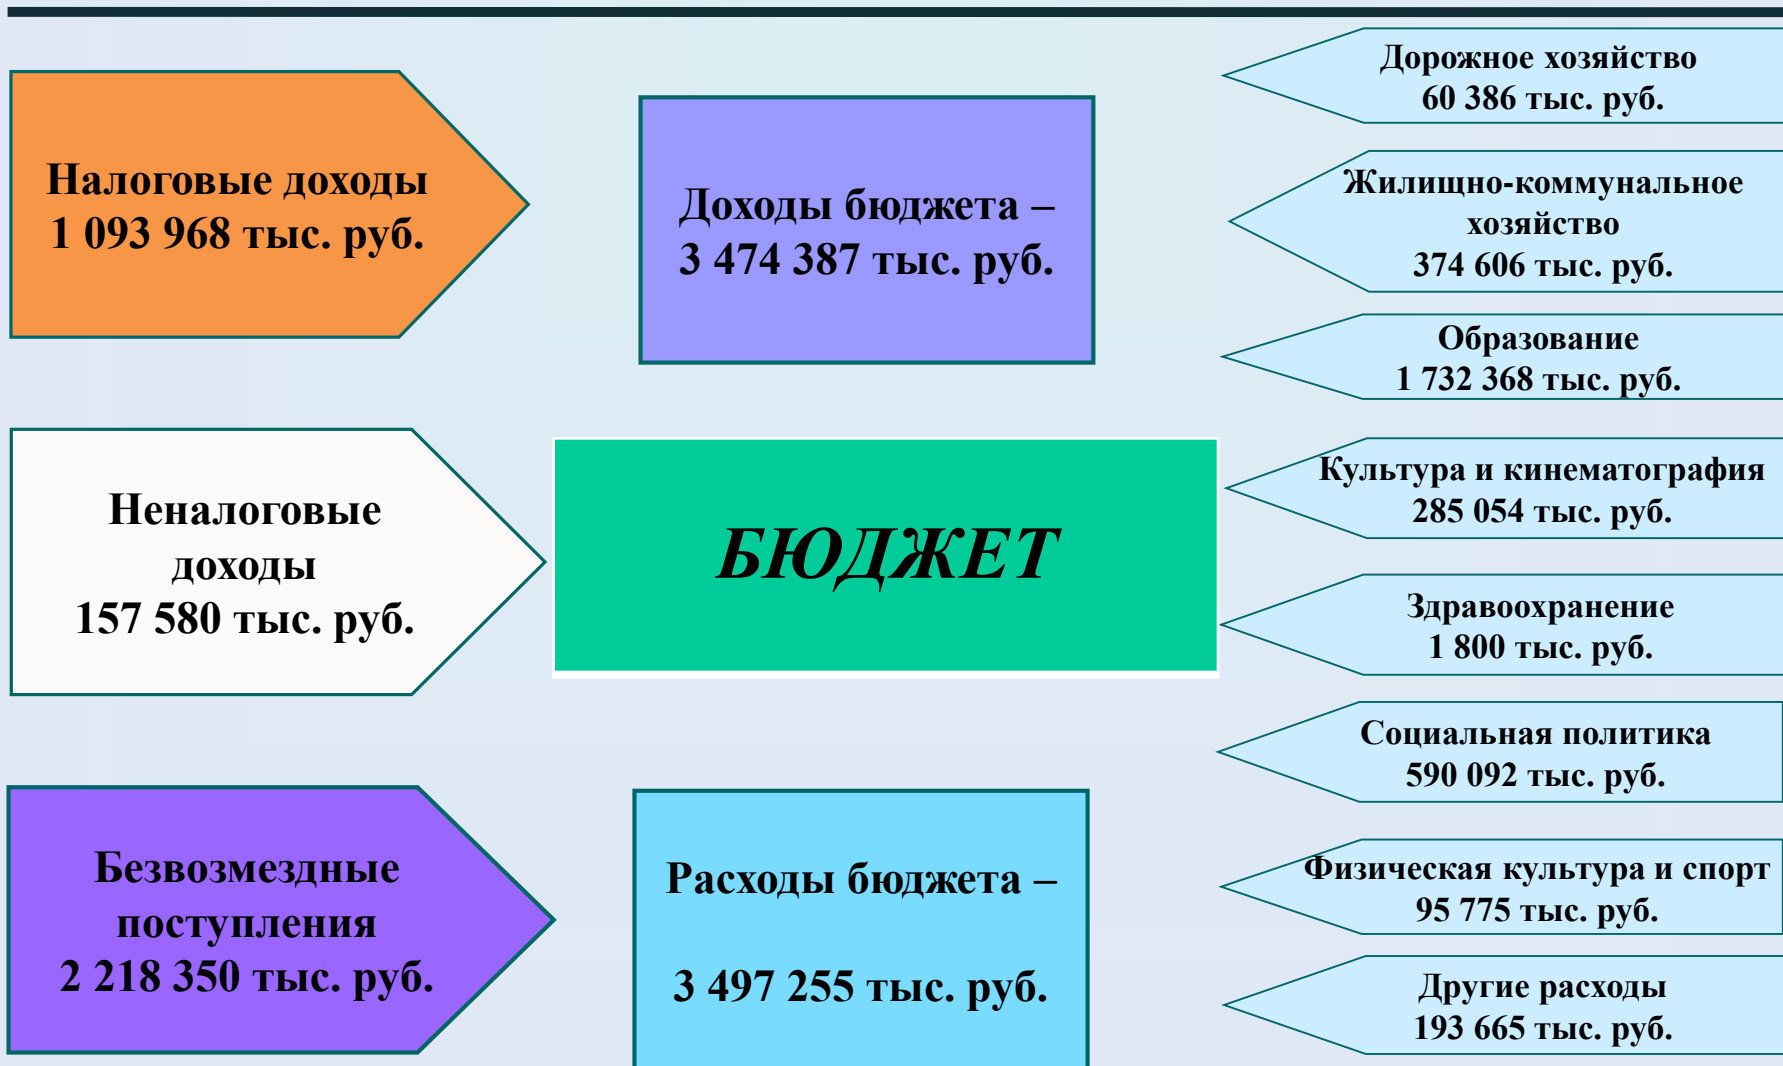 Налоговые доходы
1 093 968 тыс. руб.
Неналоговые
доходы
157 580 тыс. руб.
Безвозмездные
поступления
2 218 350 тыс. руб.
Доходы бюджета –
3 474 387 тыс. руб.
БЮДЖЕТ
Расходы бюджета –
3 497 255 тыс. руб.
Дорожное хозяйство
60 386 тыс. руб.
Жилищно-коммунальное
хозяйство
374 606 тыс. руб.
Образование
1 732 368 тыс. руб.
Культура и кинематография
285 054 тыс. руб.
Здравоохранение
1 800 тыс. руб.
Социальная политика
590 092 тыс. руб.
Физическая культура и спорт
95 775 тыс. руб.
Другие расходы
193 665 тыс. руб.